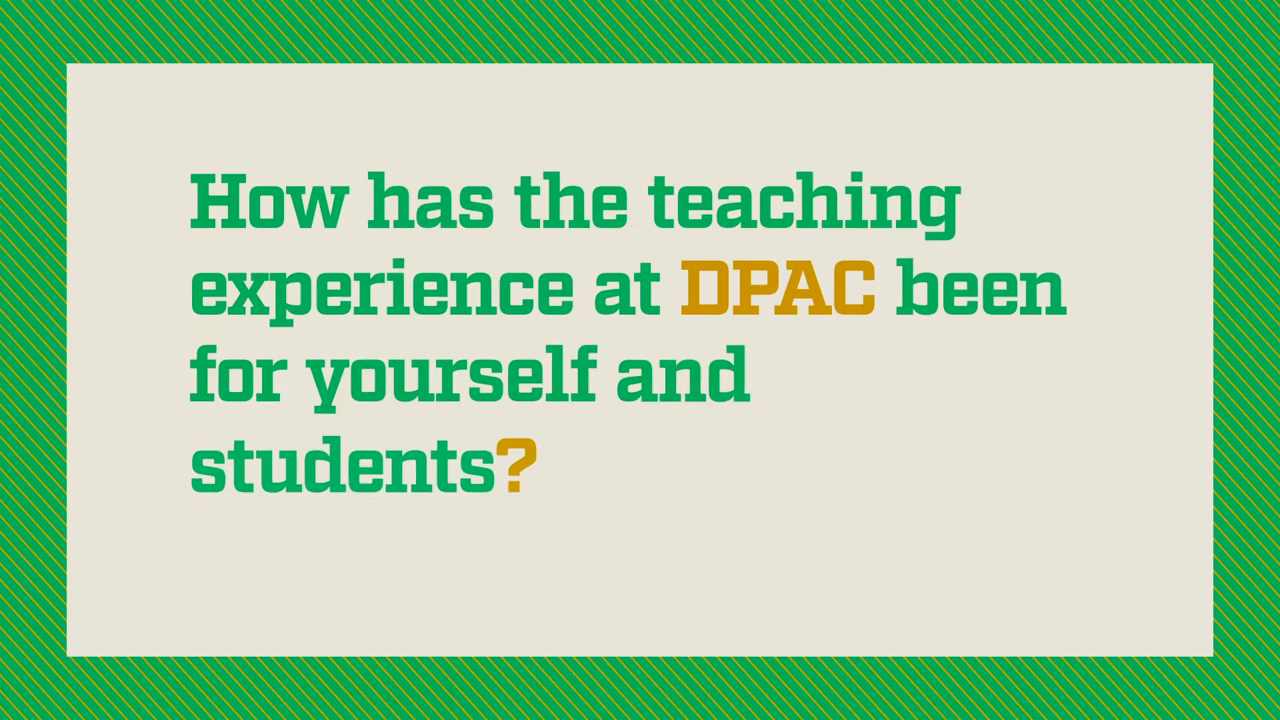 How has the teaching
experience at DPAC been
for yourself and
students?